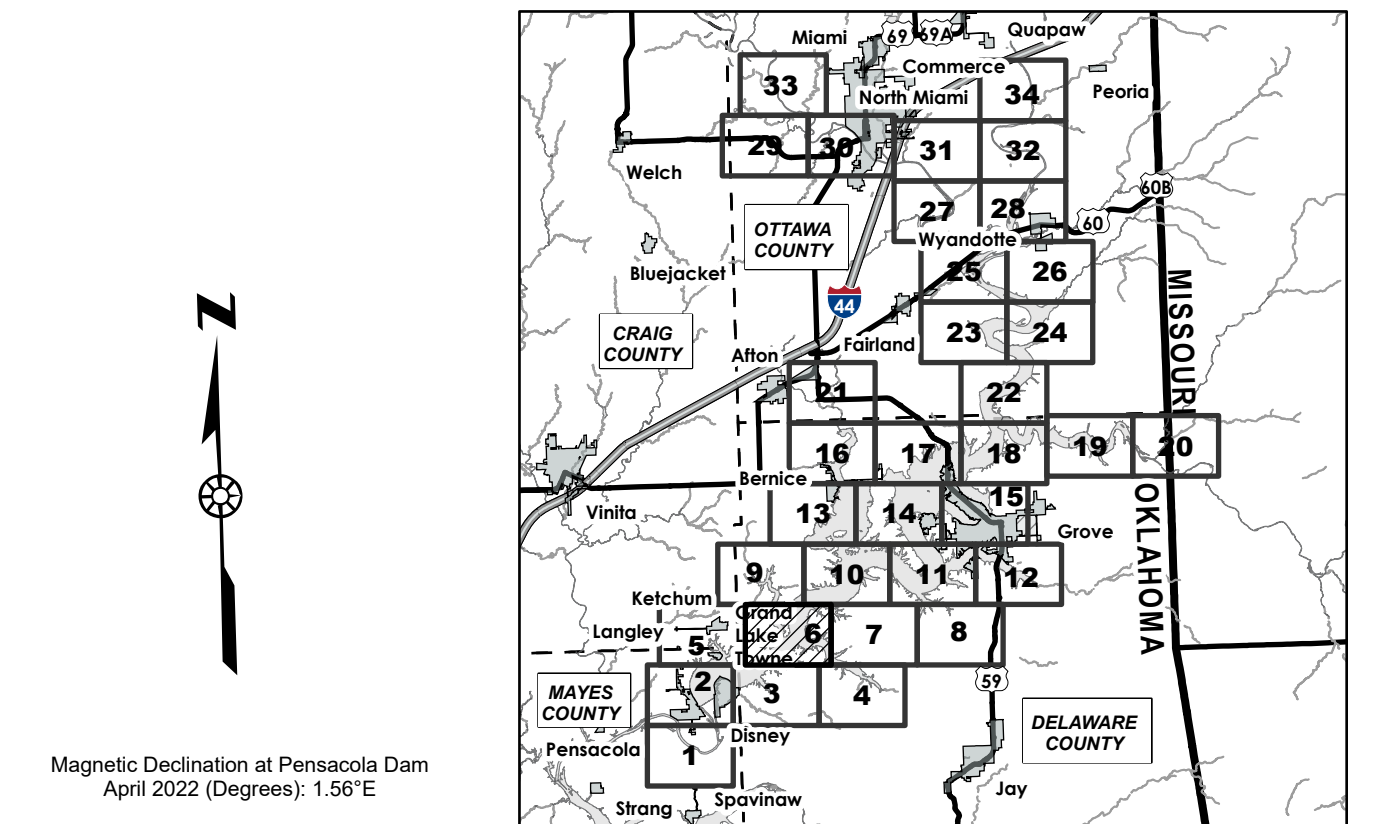 N
Magnetic Declination at Pensacola Dam
April 2022 (Degrees): 1.56°E
Miami
69
69A
Quapaw
Commerce
33
North Miami
34
Peoria
29
30
31
32
Welch
60B
27
28
60
OTTAWA
COUNTY
Wyandotte
Bluejacket
25
26
MISSOURI
44
CRAIG
COUNTY
Afton
Fairland
23
24
21
22
16
17
18
19
20
Bernice
OKLAHOMA
Vinita
13
14
15
Grove
9
10
11
12
Ketchum
Langley
5
Grand
Lake
Towne
6
7
8
MAYES
COUNTY
2
3
4
59
DELAWARE
COUNTY
Pensacola
1
Disney
Jay
Strang
Spavinaw